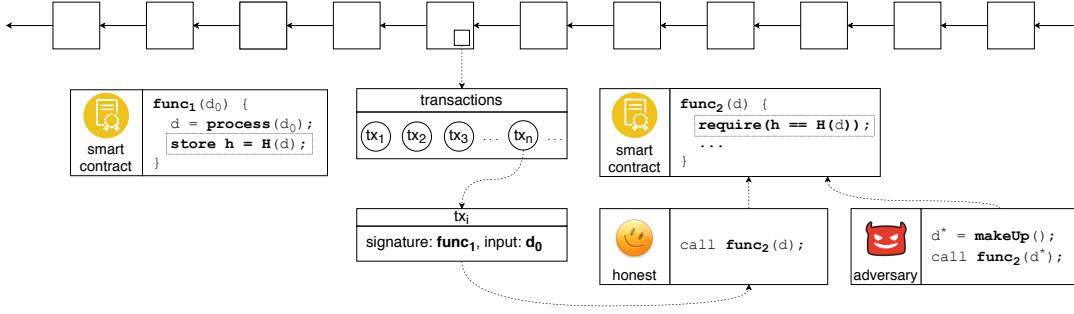 func1(d0) {
d = process(d0);
store h = H(d);
}
smart
contract
transactions
tx1 tx2 tx3 ... txn ...
func2(d) {
require(h == H(d));
...
}
smart
contract
txi
signature: func1, input: d0
call func2(d);
honest
d* = makeUp();
call func2(d*);
adversary